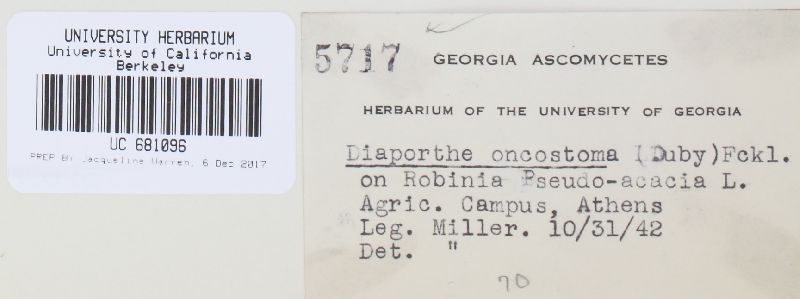 UNIVERSITY HERBARIUM
University of California
Berkeley
UC 681096
PREP BY Jacqueline Warren, 6 Dec 2017
5717
GEORGIA ASCOMYCETES
HERBARIUM OF THE UNIVERSITY OF GEORGIA
Diaporthe oncostoma (Duby)Fckl.
on Robinia Pseudo-acacia L.
Agric. Campus, Athens
Leg. Miller. 10/31/42
Det. "
70